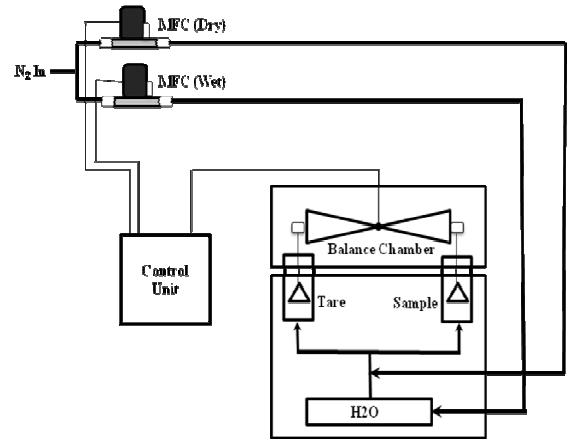 MFC (Dry)
N2 In
MFC (Wet)
Balance Chamber
Control
Unit
Tare
Sample
H2O